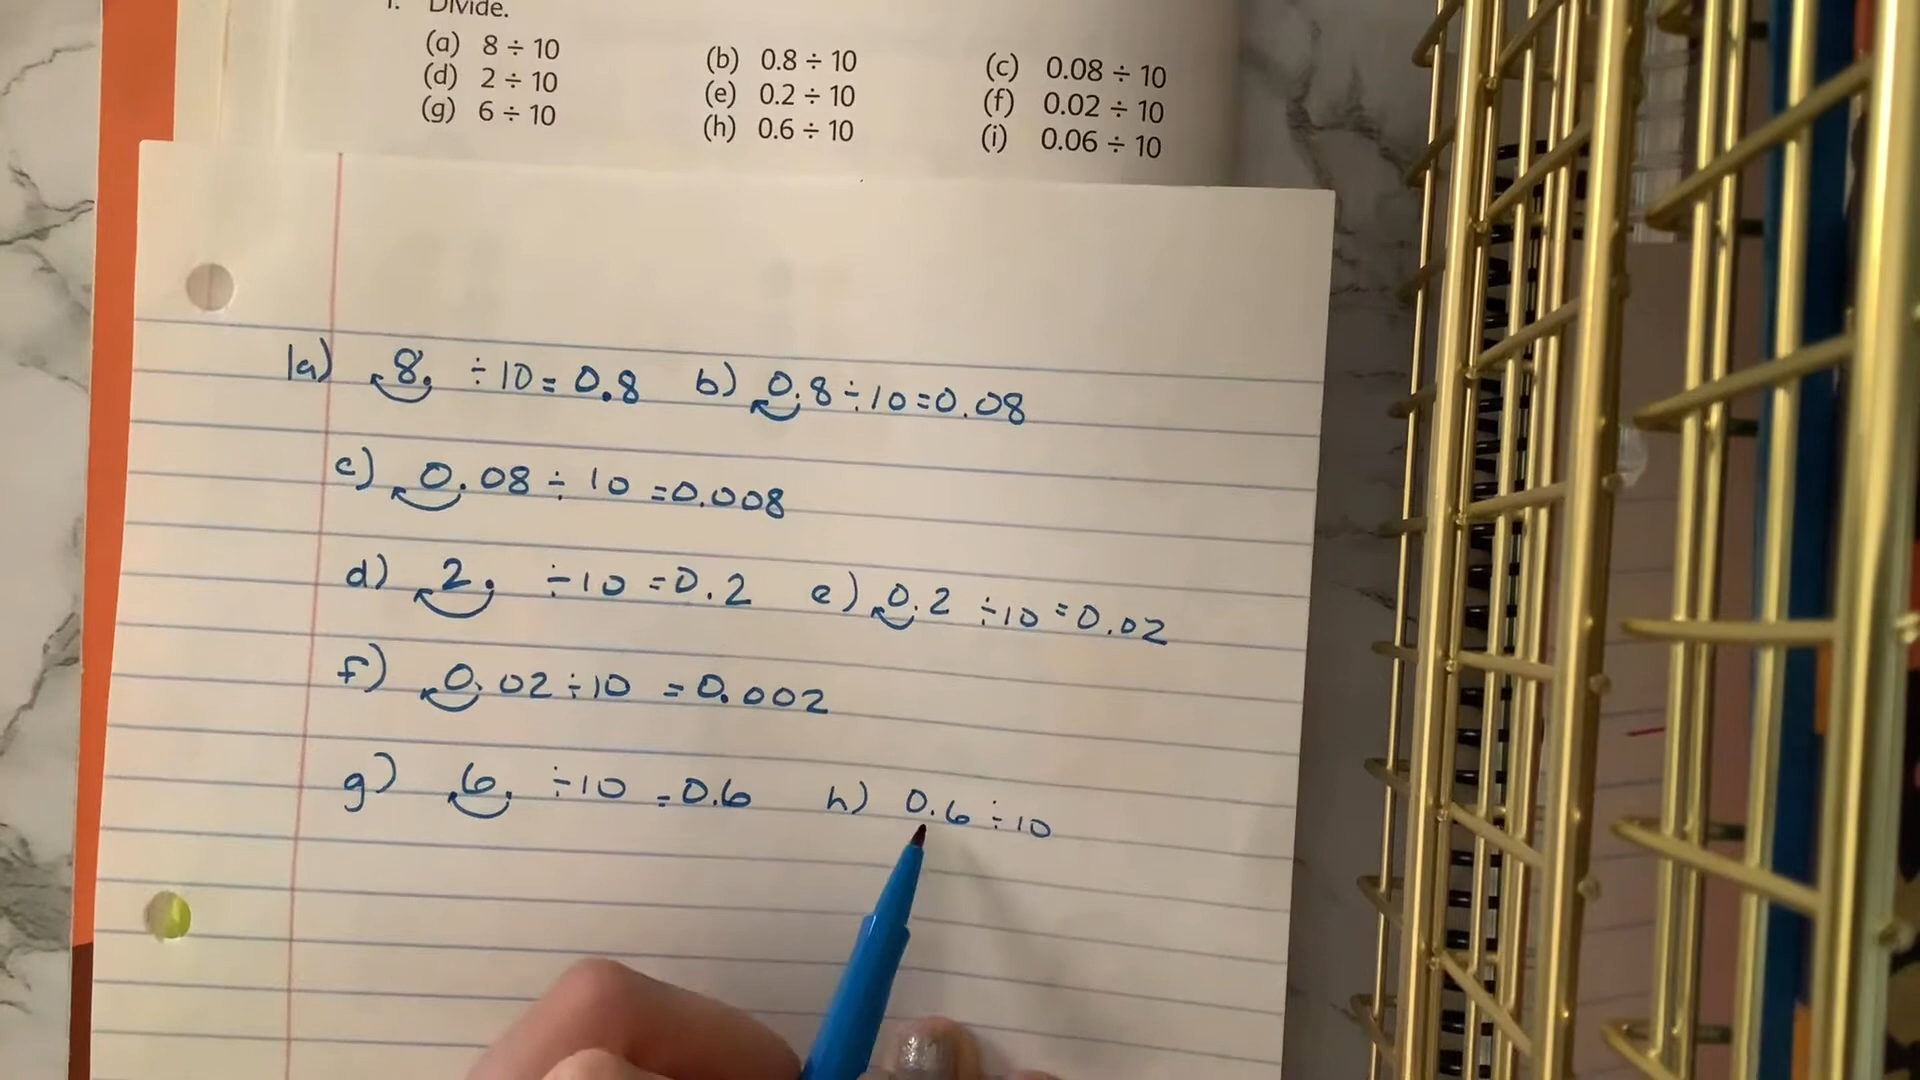 1. Divide.
(a) 8 ÷ 10 (b) 0.8 ÷ 10 (c) 0.08 ÷ 10
(d) 2 ÷ 10 (e) 0.2 ÷ 10 (f) 0.02 ÷ 10
(g) 6 ÷ 10 (h) 0.6 ÷ 10 (i) 0.06 ÷ 10
1a) 8. ÷ 10 = 0.8 b) 0.8 ÷ 10 = 0.08
c) 0.08 ÷ 10 = 0.008
d) 2. ÷ 10 = 0.2 e) 0.2 ÷ 10 = 0.02
f) 0.02 ÷ 10 = 0.002
g) 6. ÷ 10 = 0.6 h) 0.6 ÷ 10